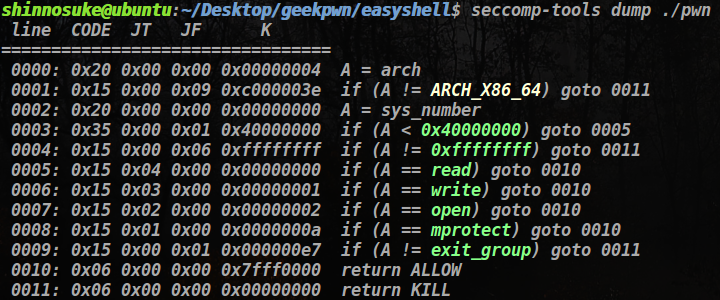 shinnosuke@ubuntu:~/Desktop/geekpwn/easyshell$ seccomp-tools dump ./pwn
 line  CODE  JT   JF      K
=================================
 0000: 0x20 0x00 0x00 0x00000004  A = arch
 0001: 0x15 0x00 0x09 0xc000003e  if (A != ARCH_X86_64) goto 0011
 0002: 0x20 0x00 0x00 0x00000000  A = sys_number
 0003: 0x35 0x00 0x01 0x40000000  if (A < 0x40000000) goto 0005
 0004: 0x15 0x00 0x06 0xffffffff  if (A != 0xffffffff) goto 0011
 0005: 0x15 0x04 0x00 0x00000000  if (A == read) goto 0010
 0006: 0x15 0x03 0x00 0x00000001  if (A == write) goto 0010
 0007: 0x15 0x02 0x00 0x00000002  if (A == open) goto 0010
 0008: 0x15 0x01 0x00 0x0000000a  if (A == mprotect) goto 0010
 0009: 0x15 0x00 0x01 0x000000e7  if (A != exit_group) goto 0011
 0010: 0x06 0x00 0x00 0x7fff0000  return ALLOW
 0011: 0x06 0x00 0x00 0x00000000  return KILL